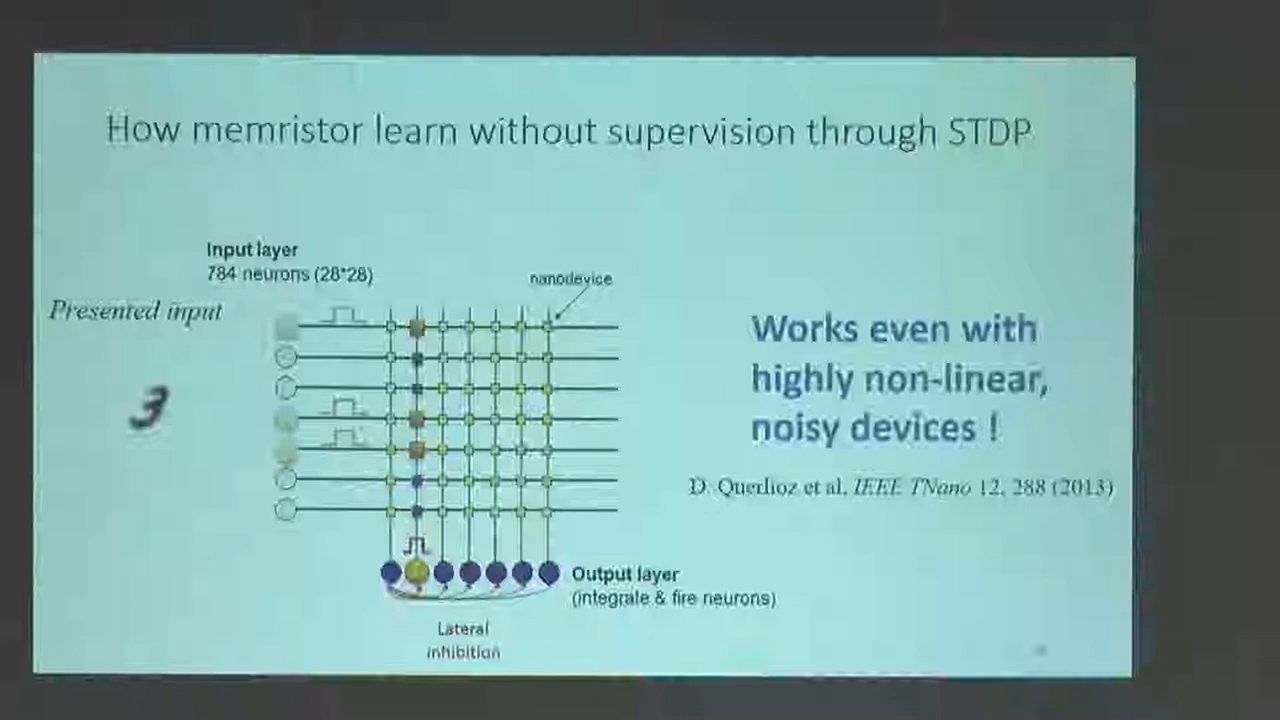 How memristor learn without supervision through STDP
Input layer
784 neurons (28*28)
nanodevice
Presented input
3
Works even with
highly non-linear,
noisy devices !
D. Querlioz et al, IEEE TNano 12, 288 (2013)
Output layer
(integrate & fire neurons)
Lateral
inhibition